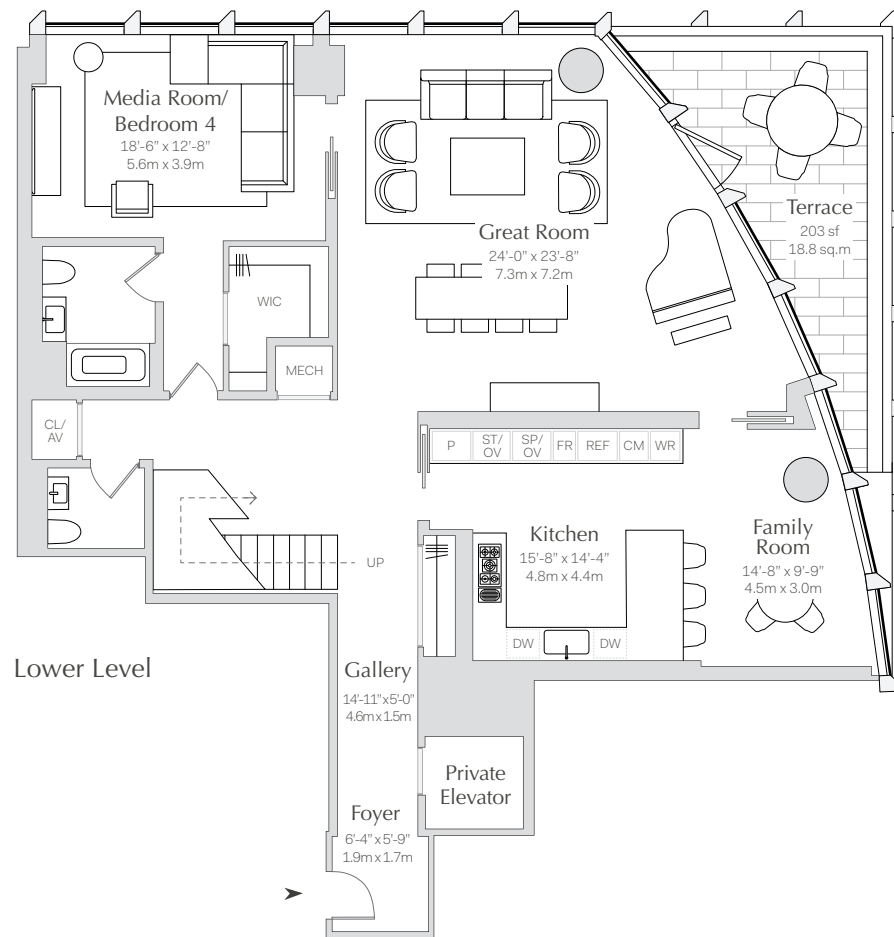 Media Room/
Bedroom 4
18'-6" x 12'-8"
5.6m x 3.9m
Great Room
24'-0" x 23'-8"
7.3m x 7.2m
Terrace
203 sf
18.8 sq.m
WIC
MECH
CL/
AV
P
ST/
OV
SP/
OV
FR
REF
CM
WR
UP
Kitchen
15'-8" x 14'-4"
4.8m x 4.4m
DW
DW
Family
Room
14'-8" x 9'-9"
4.5m x 3.0m
Lower Level
Gallery
14'-11"x5'-0"
4.6mx1.5m
Private
Elevator
Foyer
6'-4" x 5'-9"
1.9m x 1.7m